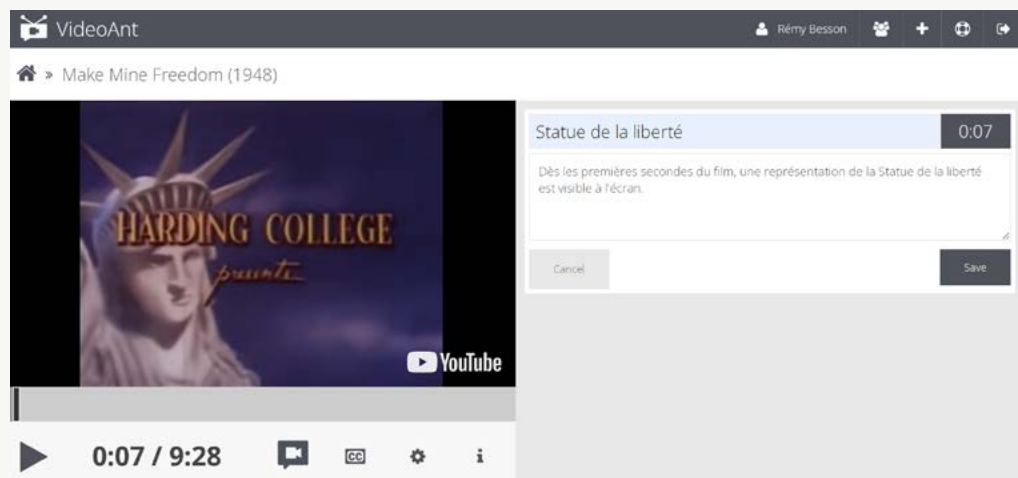 VideoAnt
Rémy Besson
» Make Mine Freedom (1948)
HARDING COLLEGE
presents
YouTube
0:07 / 9:28
CC
i
Statue de la liberté
0:07
Dès les premières secondes du film, une représentation de la Statue de la liberté
est visible à l'écran.
Cancel
Save